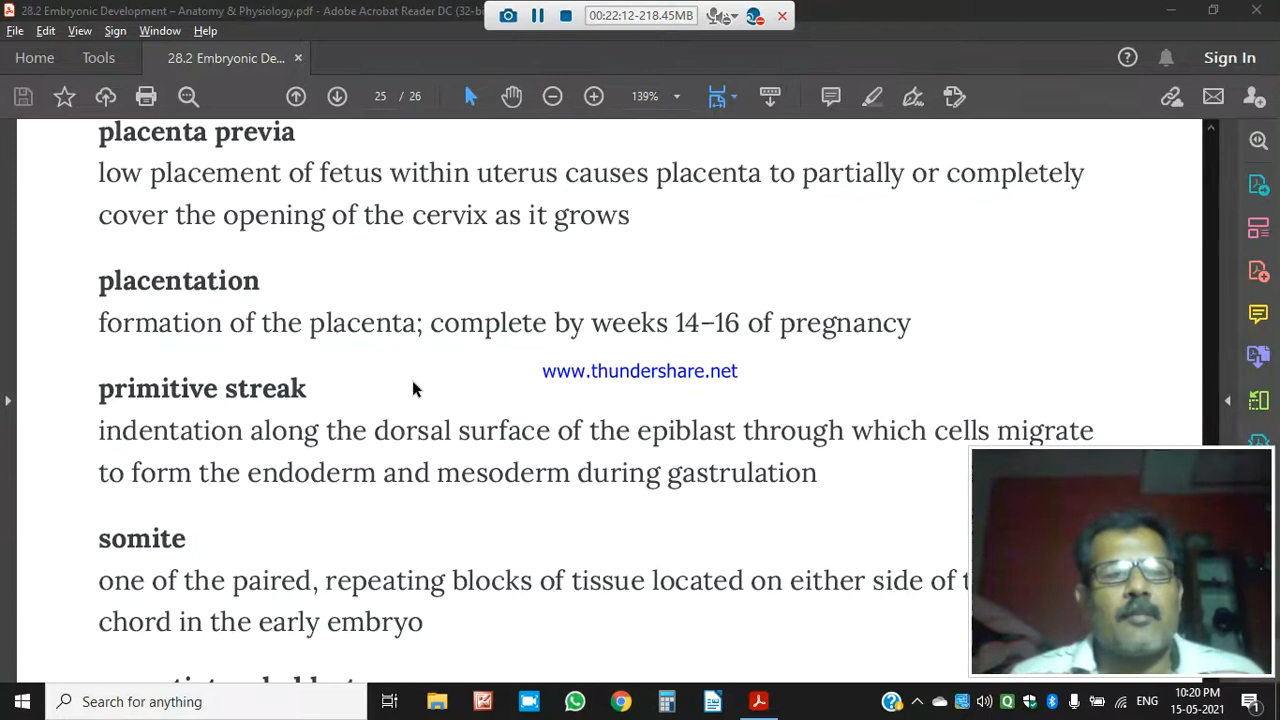 28.2 Embryonic Development – Anatomy & Physiology.pdf - Adobe Acrobat Reader DC (32-bi
00:22:12-218.45MB
File Edit View Sign Window Help
Home Tools 28.2 Embryonic De... ×
Sign In
25 / 26
139%
placenta previa
low placement of fetus within uterus causes placenta to partially or completely
cover the opening of the cervix as it grows
placentation
formation of the placenta; complete by weeks 14–16 of pregnancy
www.thundershare.net
primitive streak
indentation along the dorsal surface of the epiblast through which cells migrate
to form the endoderm and mesoderm during gastrulation
somite
one of the paired, repeating blocks of tissue located on either side of t
chord in the early embryo
Search for anything
ENG
10:20 PM
15-05-2021